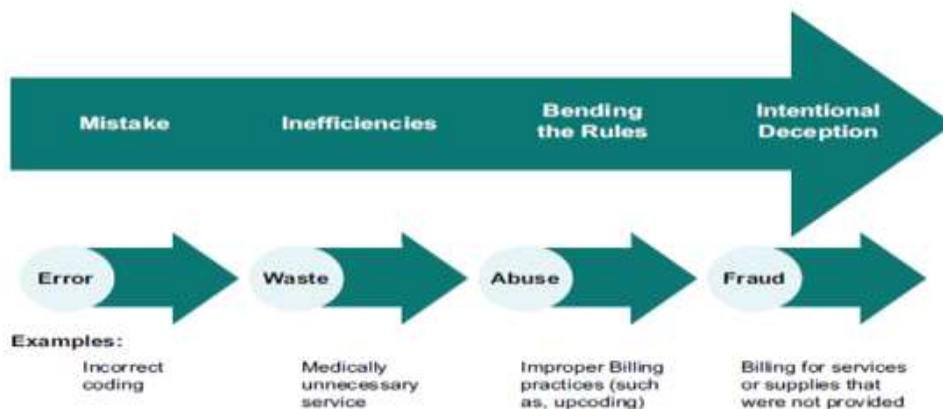 Mistake
Inefficiencies
Bending
the Rules
Intentional
Deception
Error
Waste
Abuse
Fraud
Examples:
Incorrect
coding
Medically
unnecessary
service
Improper Billing
practices (such
as, upcoding)
Billing for services
or supplies that
were not provided